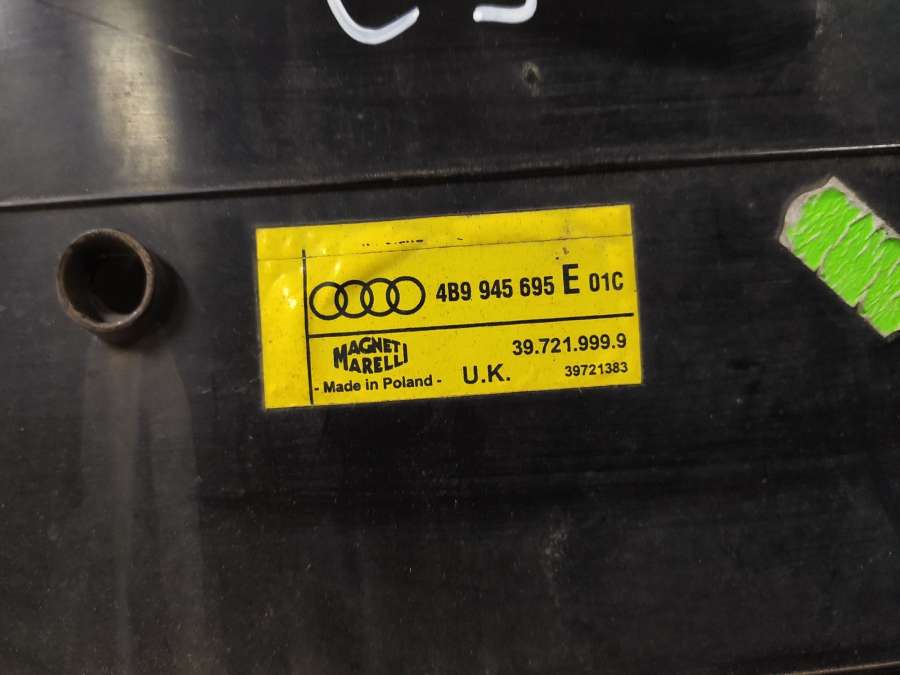 4B9 945 695 E 01C
MAGNETI
MARELLI
39.721.999.9
- Made in Poland -
U.K.
39721383